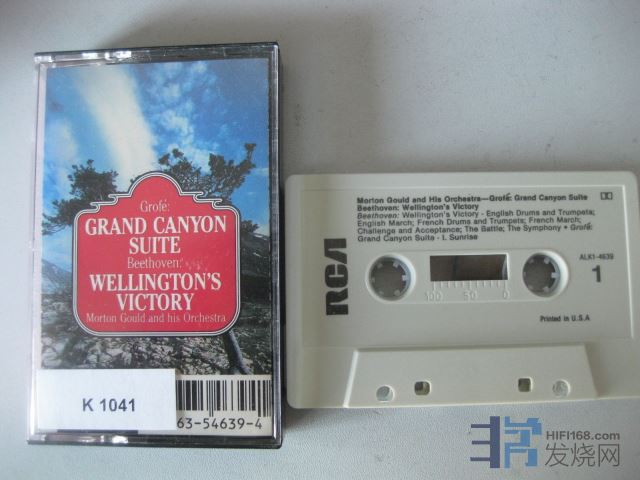 Grofé:
GRAND CANYON
SUITE
Beethoven:
WELLINGTON'S
VICTORY
Morton Gould and his Orchestra
K 1041
63-54639-4
Morton Gould and His Orchestra—Grofé: Grand Canyon Suite
Beethoven: Wellington's Victory
Beethoven: Wellington's Victory - English Drums and Trumpets;
English March; French Drums and Trumpets; French March;
Challenge and Acceptance; The Battle; The Symphony • Grofé:
Grand Canyon Suite - I. Sunrise
RCA
ALK1-4639
1
100 50 0
Printed in U.S.A
HIFI168.com
发烧网